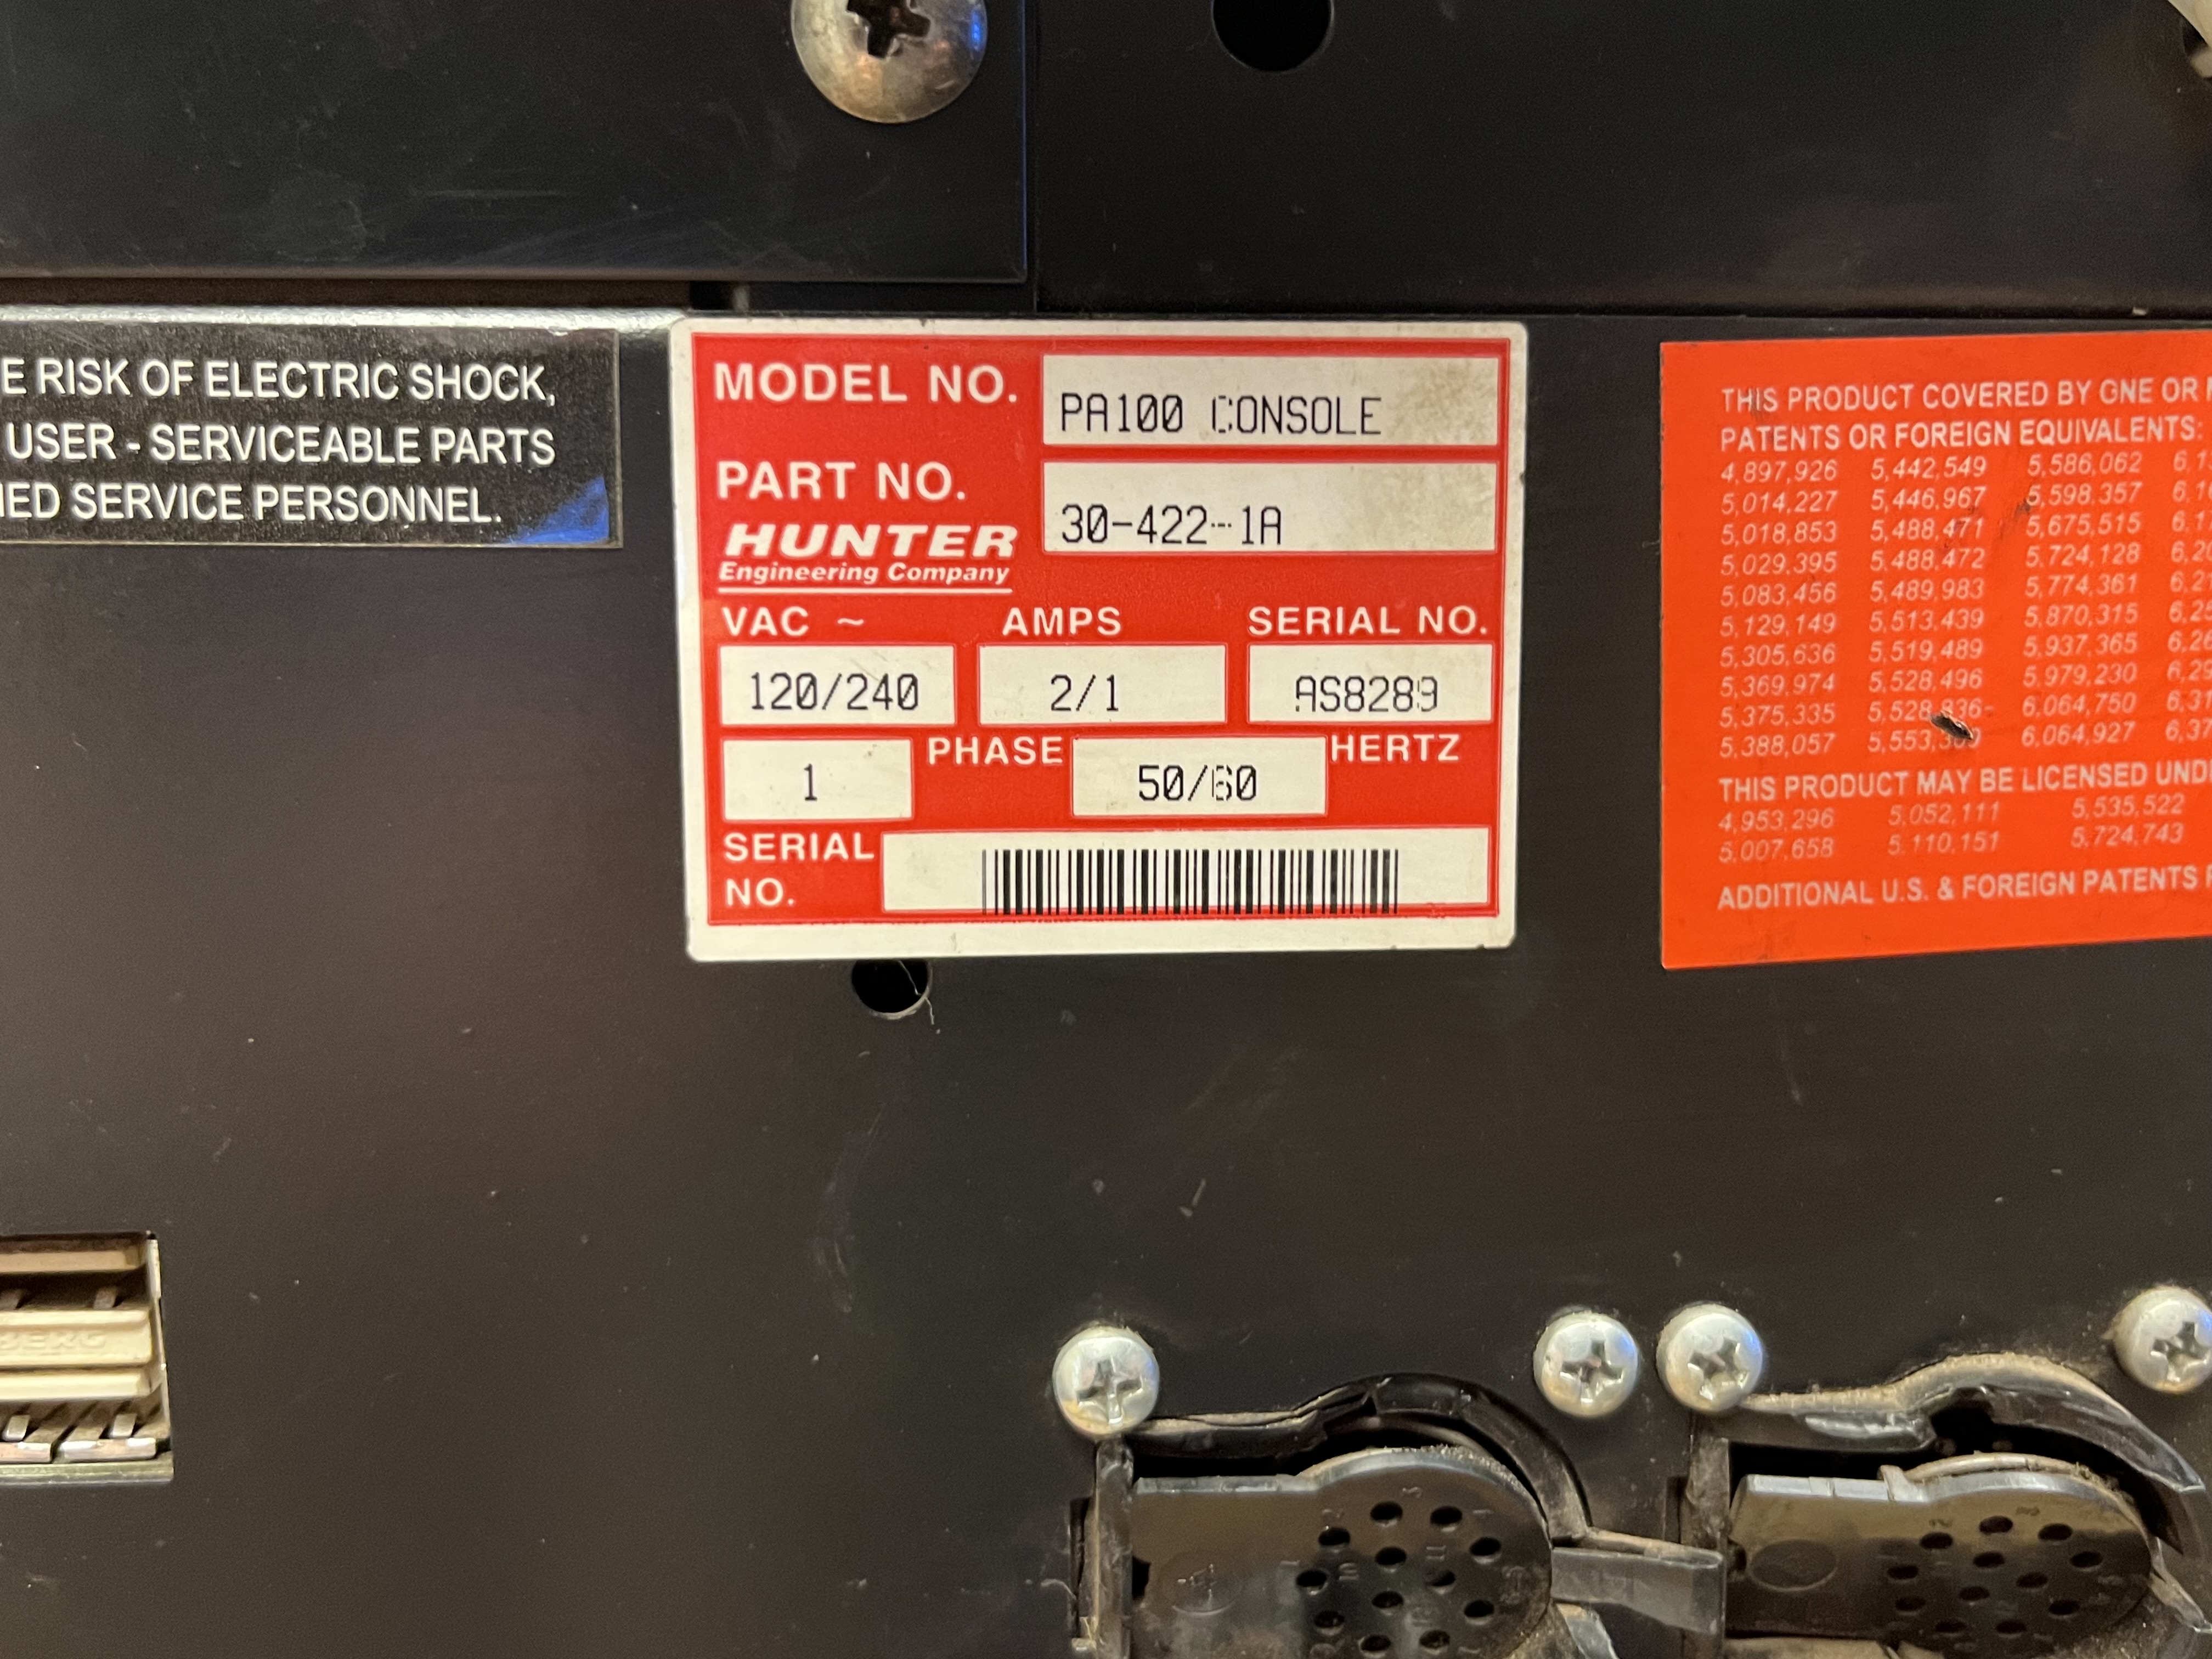 E RISK OF ELECTRIC SHOCK,
USER - SERVICEABLE PARTS
IED SERVICE PERSONNEL.
MODEL NO. PA100 CONSOLE
PART NO. 30-422-1A
HUNTER
Engineering Company
VAC ~ AMPS SERIAL NO.
120/240 2/1 AS8289
1 PHASE 50/60 HERTZ
SERIAL
NO.
THIS PRODUCT COVERED BY ONE OR
PATENTS OR FOREIGN EQUIVALENTS:
4,897,926 5,442,549 5,586,062
5,014,227 5,446,967 5,598,357
5,018,853 5,488,471 5,675,515
5,029,395 5,488,472 5,724,128
5,083,456 5,489,983 5,774,361
5,129,149 5,513,439 5,870,315
5,305,636 5,519,489 5,937,365
5,369,974 5,528,496 5,979,230
5,375,335 6,064,750
5,388,057 6,064,927
THIS PRODUCT MAY BE LICENSED UND
4,953,296 5,052,111 5,535,522
5,007,658 5,110,151 5,724,743
ADDITIONAL U.S. & FOREIGN PATENTS
BERG